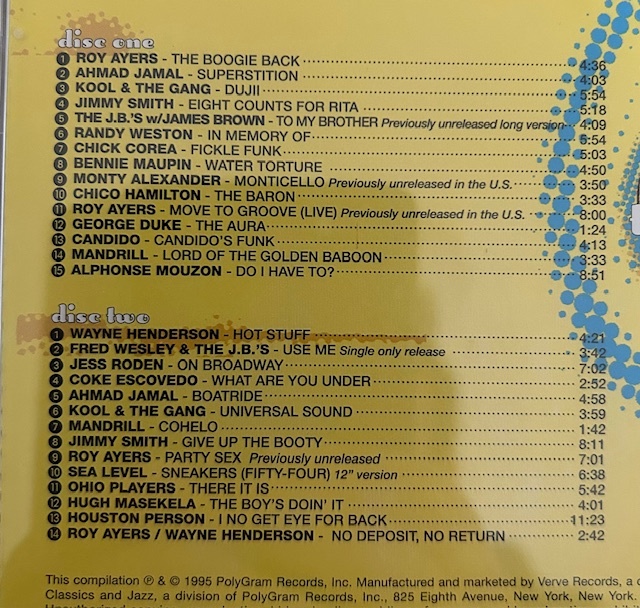 disc one
1 ROY AYERS - THE BOOGIE BACK 4:36
2 AHMAD JAMAL - SUPERSTITION 4:03
3 KOOL & THE GANG - DUJII 5:54
4 JIMMY SMITH - EIGHT COUNTS FOR RITA 5:18
5 THE J.B.'S w/JAMES BROWN - TO MY BROTHER Previously unreleased long version 4:09
6 RANDY WESTON - IN MEMORY OF 5:54
7 CHICK COREA - FICKLE FUNK 5:03
8 BENNIE MAUPIN - WATER TORTURE 4:50
9 MONTY ALEXANDER - MONTICELLO Previously unreleased in the U.S. 3:50
10 CHICO HAMILTON - THE BARON 3:33
11 ROY AYERS - MOVE TO GROOVE (LIVE) Previously unreleased in the U.S. 8:00
12 GEORGE DUKE - THE AURA 1:24
13 CANDIDO - CANDIDO'S FUNK 4:13
14 MANDRILL - LORD OF THE GOLDEN BABOON 3:33
15 ALPHONSE MOUZON - DO I HAVE TO? 8:51
disc two
1 WAYNE HENDERSON - HOT STUFF 4:21
2 FRED WESLEY & THE J.B.'S - USE ME Single only release 3:42
3 JESS RODEN - ON BROADWAY 7:02
4 COKE ESCOVEDO - WHAT ARE YOU UNDER 2:52
5 AHMAD JAMAL - BOATRIDE 4:58
6 KOOL & THE GANG - UNIVERSAL SOUND 3:59
7 MANDRILL - COHELO 1:42
8 JIMMY SMITH - GIVE UP THE BOOTY 8:11
9 ROY AYERS - PARTY SEX Previously unreleased 7:01
10 SEA LEVEL - SNEAKERS (FIFTY-FOUR) 12" version 6:38
11 OHIO PLAYERS - THERE IT IS 5:42
12 HUGH MASEKELA - THE BOY'S DOIN' IT 4:01
13 HOUSTON PERSON - I NO GET EYE FOR BACK 11:23
14 ROY AYERS / WAYNE HENDERSON - NO DEPOSIT, NO RETURN 2:42
This compilation ℗ & © 1995 PolyGram Records, Inc. Manufactured and marketed by Verve Records, a
Classics and Jazz, a division of PolyGram Records, Inc., 825 Eighth Avenue, New York, New York.